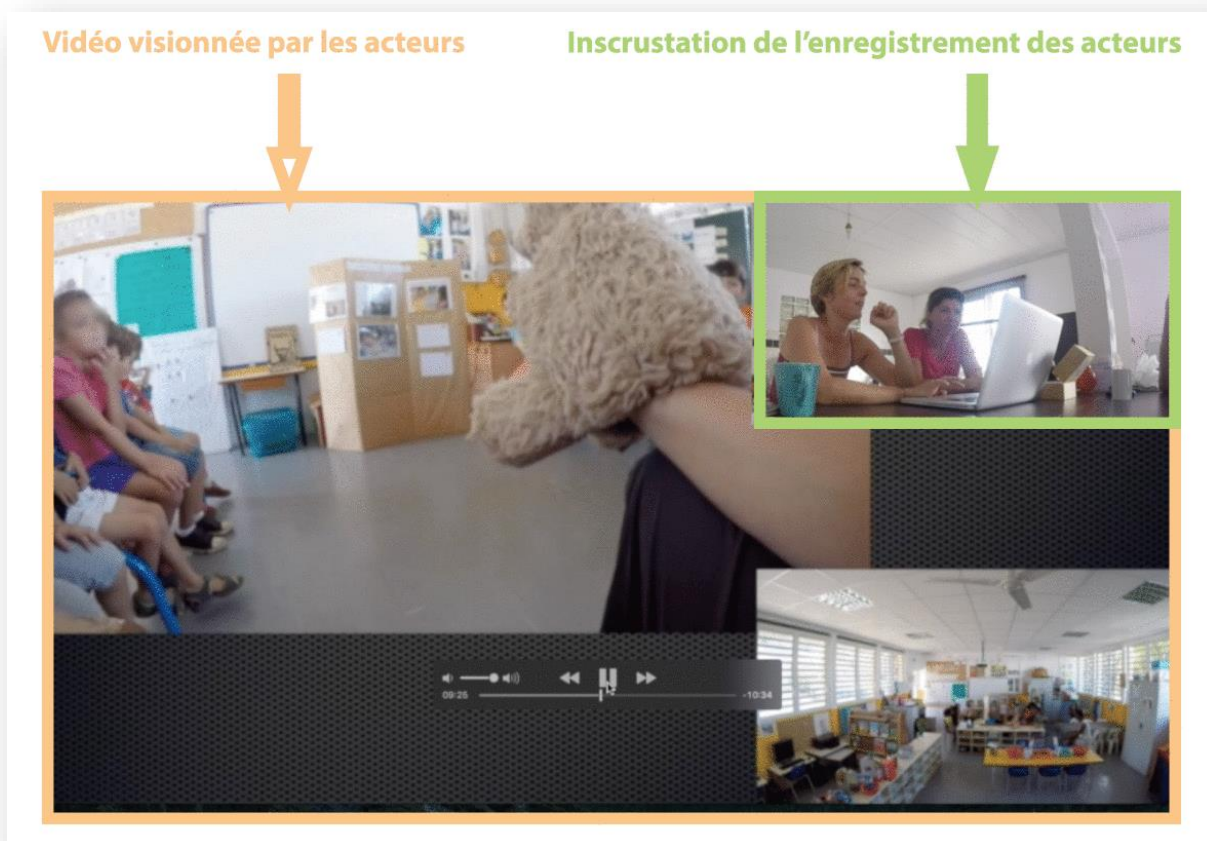 Vidéo visionnée par les acteurs
Inscrustation de l'enregistrement des acteurs
09:25
-10:34